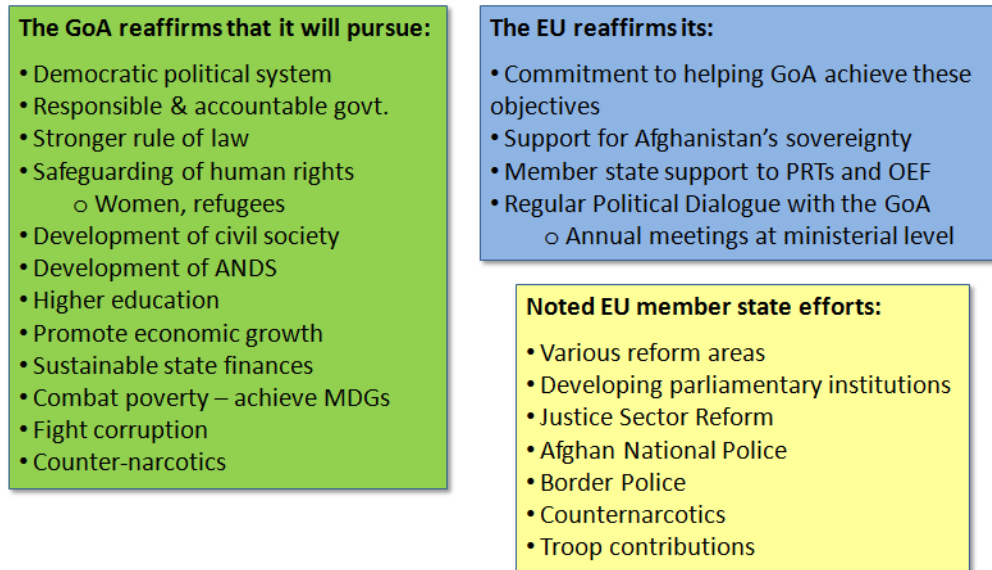 The GoA reaffirms that it will pursue:
• Democratic political system
• Responsible & accountable govt.
• Stronger rule of law
• Safeguarding of human rights
o Women, refugees
• Development of civil society
• Development of ANDS
• Higher education
• Promote economic growth
• Sustainable state finances
• Combat poverty – achieve MDGs
• Fight corruption
• Counter-narcotics
The EU reaffirms its:
• Commitment to helping GoA achieve these
objectives
• Support for Afghanistan's sovereignty
• Member state support to PRTs and OEF
• Regular Political Dialogue with the GoA
o Annual meetings at ministerial level
Noted EU member state efforts:
• Various reform areas
• Developing parliamentary institutions
• Justice Sector Reform
• Afghan National Police
• Border Police
• Counternarcotics
• Troop contributions